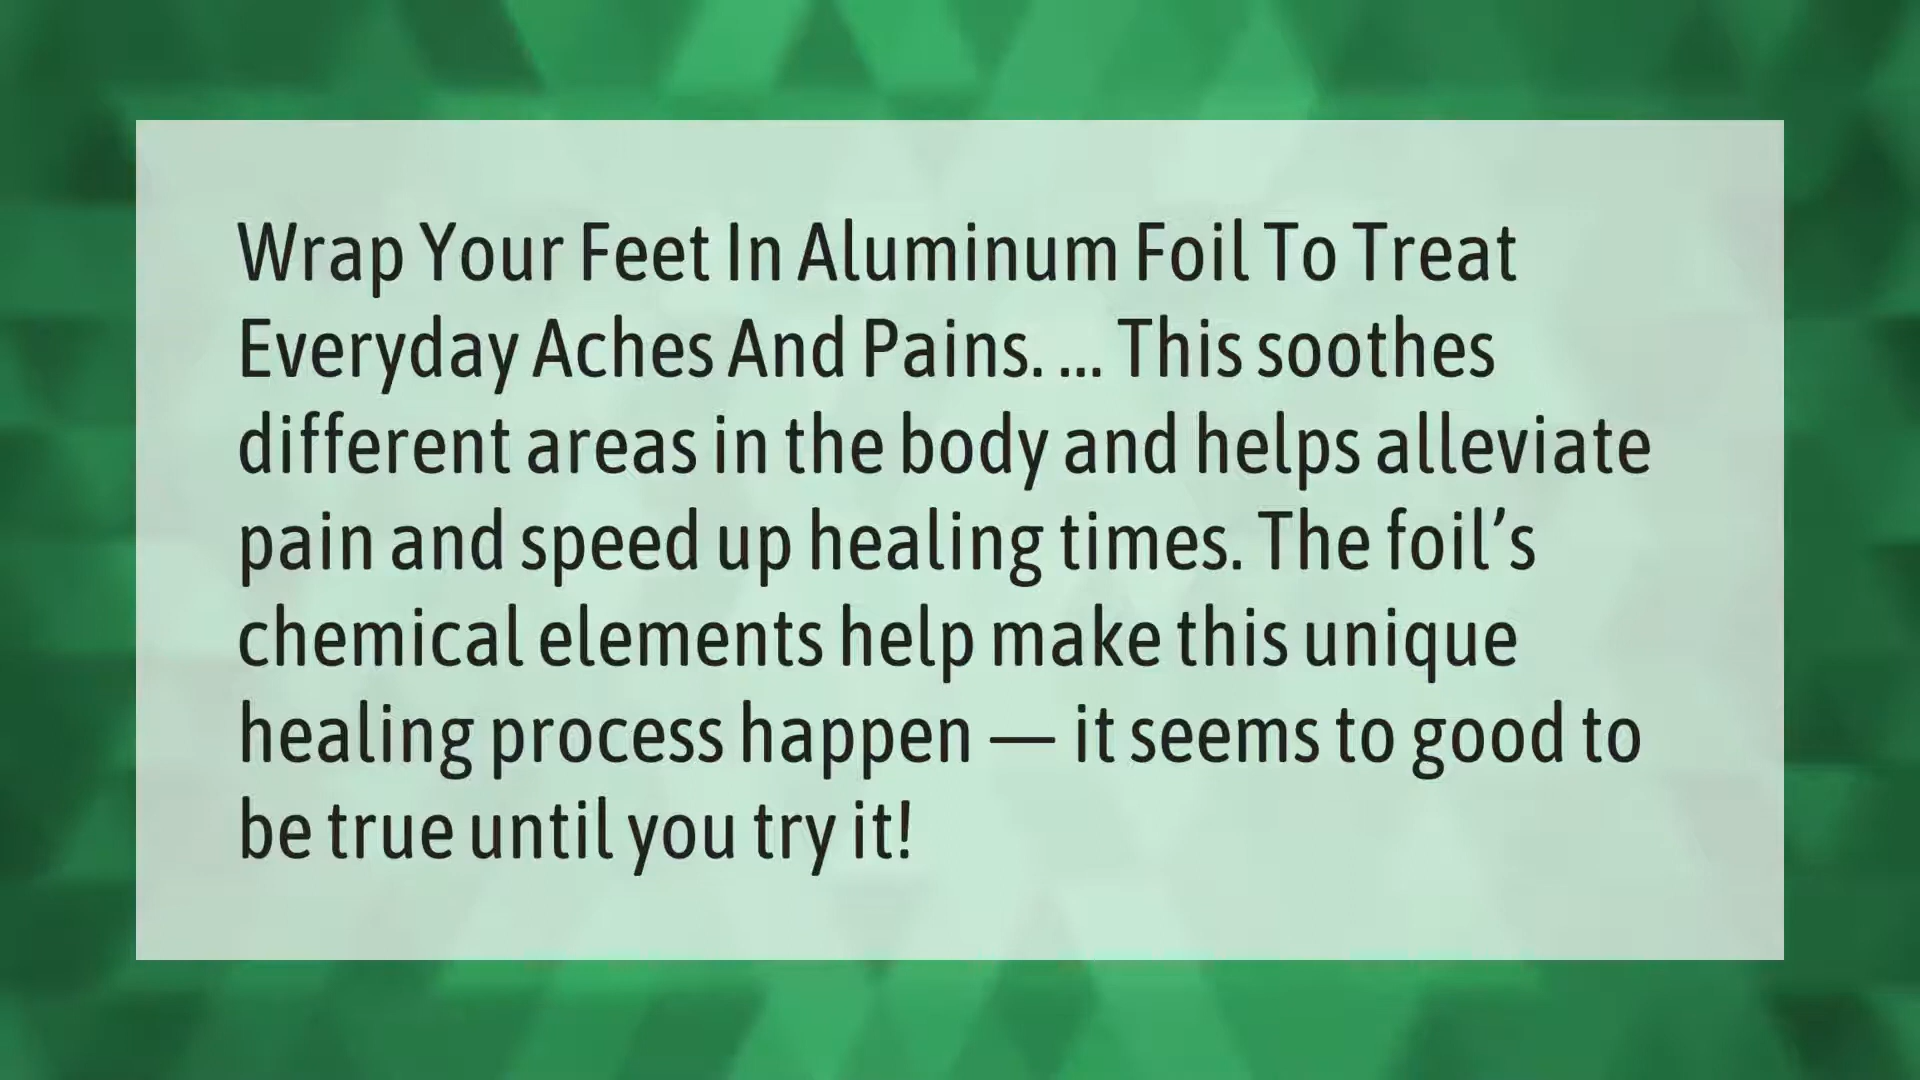 Wrap Your Feet In Aluminum Foil To Treat
Everyday Aches And Pains. ... This soothes
different areas in the body and helps alleviate
pain and speed up healing times. The foil’s
chemical elements help make this unique
healing process happen — it seems to good to
be true until you try it!